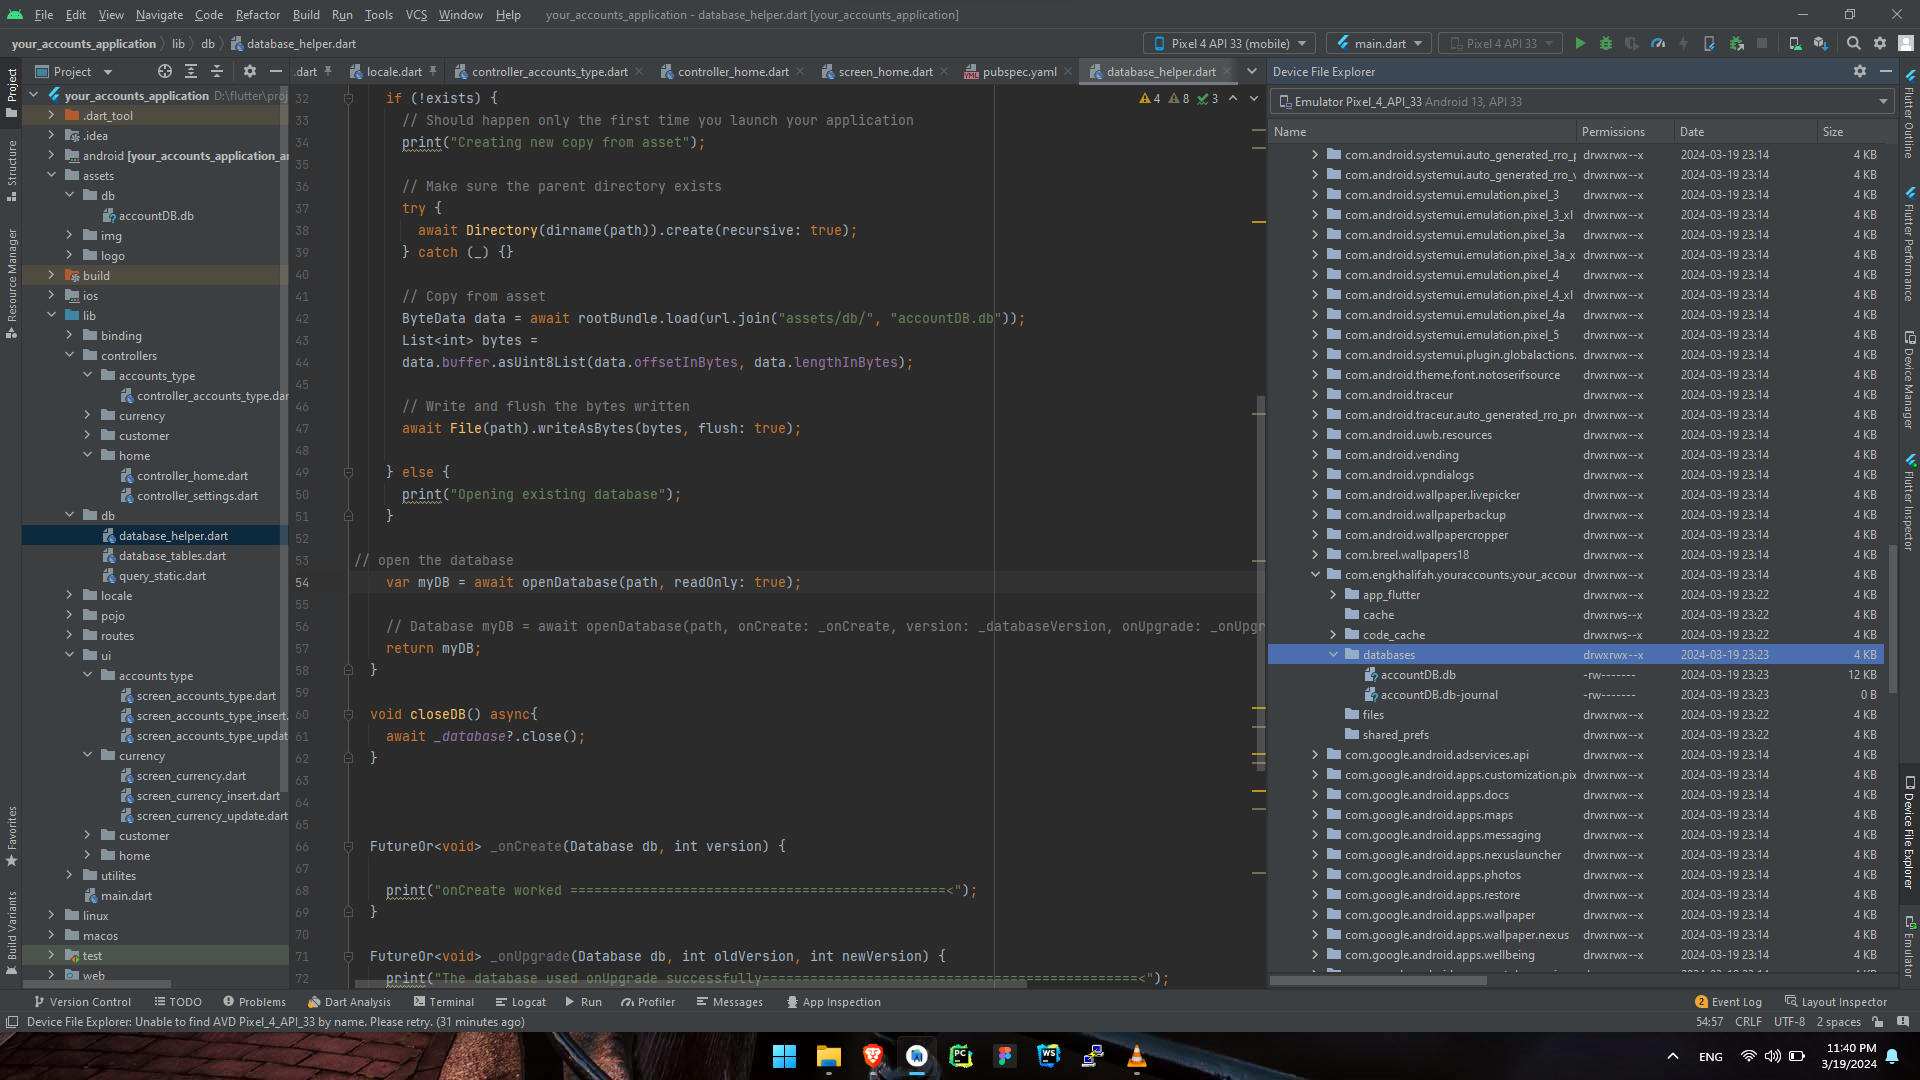 File Edit View Navigate Code Refactor Build Run Tools VCS Window Help your_accounts_application - database_helper.dart [your_accounts_application]
your_accounts_application lib db database_helper.dart
Pixel 4 API 33 (mobile) main.dart Pixel 4 API 33
Project
.dart locale.dart controller_accounts_type.dart controller_home.dart screen_home.dart pubspec.yaml database_helper.dart
Device File Explorer
Project
Structure
Resource Manager
Favorites
Build Variants
your_accounts_application D:\flutter\proj
.dart_tool
.idea
android [your_accounts_application_an
assets
db
accountDB.db
img
logo
build
ios
lib
binding
controllers
accounts_type
controller_accounts_type.dar
currency
customer
home
controller_home.dart
controller_settings.dart
db
database_helper.dart
database_tables.dart
query_static.dart
locale
pojo
routes
ui
accounts type
screen_accounts_type.dart
screen_accounts_type_insert.
screen_accounts_type_updat
currency
screen_currency.dart
screen_currency_insert.dart
screen_currency_update.dart
customer
home
utilites
main.dart
linux
macos
test
web
4 8 3
32 if (!exists) {
33 // Should happen only the first time you launch your application
34 print("Creating new copy from asset");
35
36 // Make sure the parent directory exists
37 try {
38 await Directory(dirname(path)).create(recursive: true);
39 } catch (_) {}
40
41 // Copy from asset
42 ByteData data = await rootBundle.load(url.join("assets/db/", "accountDB.db"));
43 List<int> bytes =
44 data.buffer.asUint8List(data.offsetInBytes, data.lengthInBytes);
45
46 // Write and flush the bytes written
47 await File(path).writeAsBytes(bytes, flush: true);
48
49 } else {
50 print("Opening existing database");
51 }
52
53 // open the database
54 var myDB = await openDatabase(path, readOnly: true);
55
56 // Database myDB = await openDatabase(path, onCreate: _onCreate, version: _databaseVersion, onUpgrade: _onUpgr
57 return myDB;
58 }
59
60 void closeDB() async{
61 await _database?.close();
62 }
63
64
65
66 FutureOr<void> _onCreate(Database db, int version) {
67
68 print("onCreate worked ===============================================<");
69 }
70
71 FutureOr<void> _onUpgrade(Database db, int oldVersion, int newVersion) {
72 print("The database used onUpgrade successfully===============================================<");
Emulator Pixel_4_API_33 Android 13, API 33
Name Permissions Date Size
com.android.systemui.auto_generated_rro_p drwxrwx--x 2024-03-19 23:14 4 KB
com.android.systemui.auto_generated_rro_v drwxrwx--x 2024-03-19 23:14 4 KB
com.android.systemui.emulation.pixel_3 drwxrwx--x 2024-03-19 23:14 4 KB
com.android.systemui.emulation.pixel_3_xl drwxrwx--x 2024-03-19 23:14 4 KB
com.android.systemui.emulation.pixel_3a drwxrwx--x 2024-03-19 23:14 4 KB
com.android.systemui.emulation.pixel_3a_x drwxrwx--x 2024-03-19 23:14 4 KB
com.android.systemui.emulation.pixel_4 drwxrwx--x 2024-03-19 23:14 4 KB
com.android.systemui.emulation.pixel_4_xl drwxrwx--x 2024-03-19 23:14 4 KB
com.android.systemui.emulation.pixel_4a drwxrwx--x 2024-03-19 23:14 4 KB
com.android.systemui.emulation.pixel_5 drwxrwx--x 2024-03-19 23:14 4 KB
com.android.systemui.plugin.globalactions. drwxrwx--x 2024-03-19 23:14 4 KB
com.android.theme.font.notoserifsource drwxrwx--x 2024-03-19 23:14 4 KB
com.android.traceur drwxrwx--x 2024-03-19 23:14 4 KB
com.android.traceur.auto_generated_rro_pro drwxrwx--x 2024-03-19 23:14 4 KB
com.android.uwb.resources drwxrwx--x 2024-03-19 23:14 4 KB
com.android.vending drwxrwx--x 2024-03-19 23:14 4 KB
com.android.vpndialogs drwxrwx--x 2024-03-19 23:14 4 KB
com.android.wallpaper.livepicker drwxrwx--x 2024-03-19 23:14 4 KB
com.android.wallpaperbackup drwxrwx--x 2024-03-19 23:14 4 KB
com.android.wallpapercropper drwxrwx--x 2024-03-19 23:14 4 KB
com.breel.wallpapers18 drwxrwx--x 2024-03-19 23:14 4 KB
com.engkhalifah.youraccounts.your_accour drwxrwx--x 2024-03-19 23:14 4 KB
app_flutter drwxrwx--x 2024-03-19 23:22 4 KB
cache drwxrws--x 2024-03-19 23:22 4 KB
code_cache drwxrws--x 2024-03-19 23:22 4 KB
databases drwxrwx--x 2024-03-19 23:23 4 KB
accountDB.db -rw------- 2024-03-19 23:23 12 KB
accountDB.db-journal -rw------- 2024-03-19 23:23 0 B
files drwxrwx--x 2024-03-19 23:22 4 KB
shared_prefs drwxrwx--x 2024-03-19 23:22 4 KB
com.google.android.adservices.api drwxrwx--x 2024-03-19 23:14 4 KB
com.google.android.apps.customization.pix drwxrwx--x 2024-03-19 23:14 4 KB
com.google.android.apps.docs drwxrwx--x 2024-03-19 23:14 4 KB
com.google.android.apps.maps drwxrwx--x 2024-03-19 23:14 4 KB
com.google.android.apps.messaging drwxrwx--x 2024-03-19 23:14 4 KB
com.google.android.apps.nexuslauncher drwxrwx--x 2024-03-19 23:14 4 KB
com.google.android.apps.photos drwxrwx--x 2024-03-19 23:14 4 KB
com.google.android.apps.restore drwxrwx--x 2024-03-19 23:14 4 KB
com.google.android.apps.wallpaper drwxrwx--x 2024-03-19 23:14 4 KB
com.google.android.apps.wallpaper.nexus drwxrwx--x 2024-03-19 23:14 4 KB
com.google.android.apps.wellbeing drwxrwx--x 2024-03-19 23:14 4 KB
Flutter Outline
Flutter Performance
Device Manager
Flutter Inspector
Device File Explorer
Emulator
Version Control TODO Problems Dart Analysis Terminal Logcat Run Profiler Messages App Inspection
2 Event Log Layout Inspector
Device File Explorer: Unable to find AVD Pixel_4_API_33 by name. Please retry. (31 minutes ago)
54:57 CRLF UTF-8 2 spaces
PC WS
ENG
11:40 PM
3/19/2024